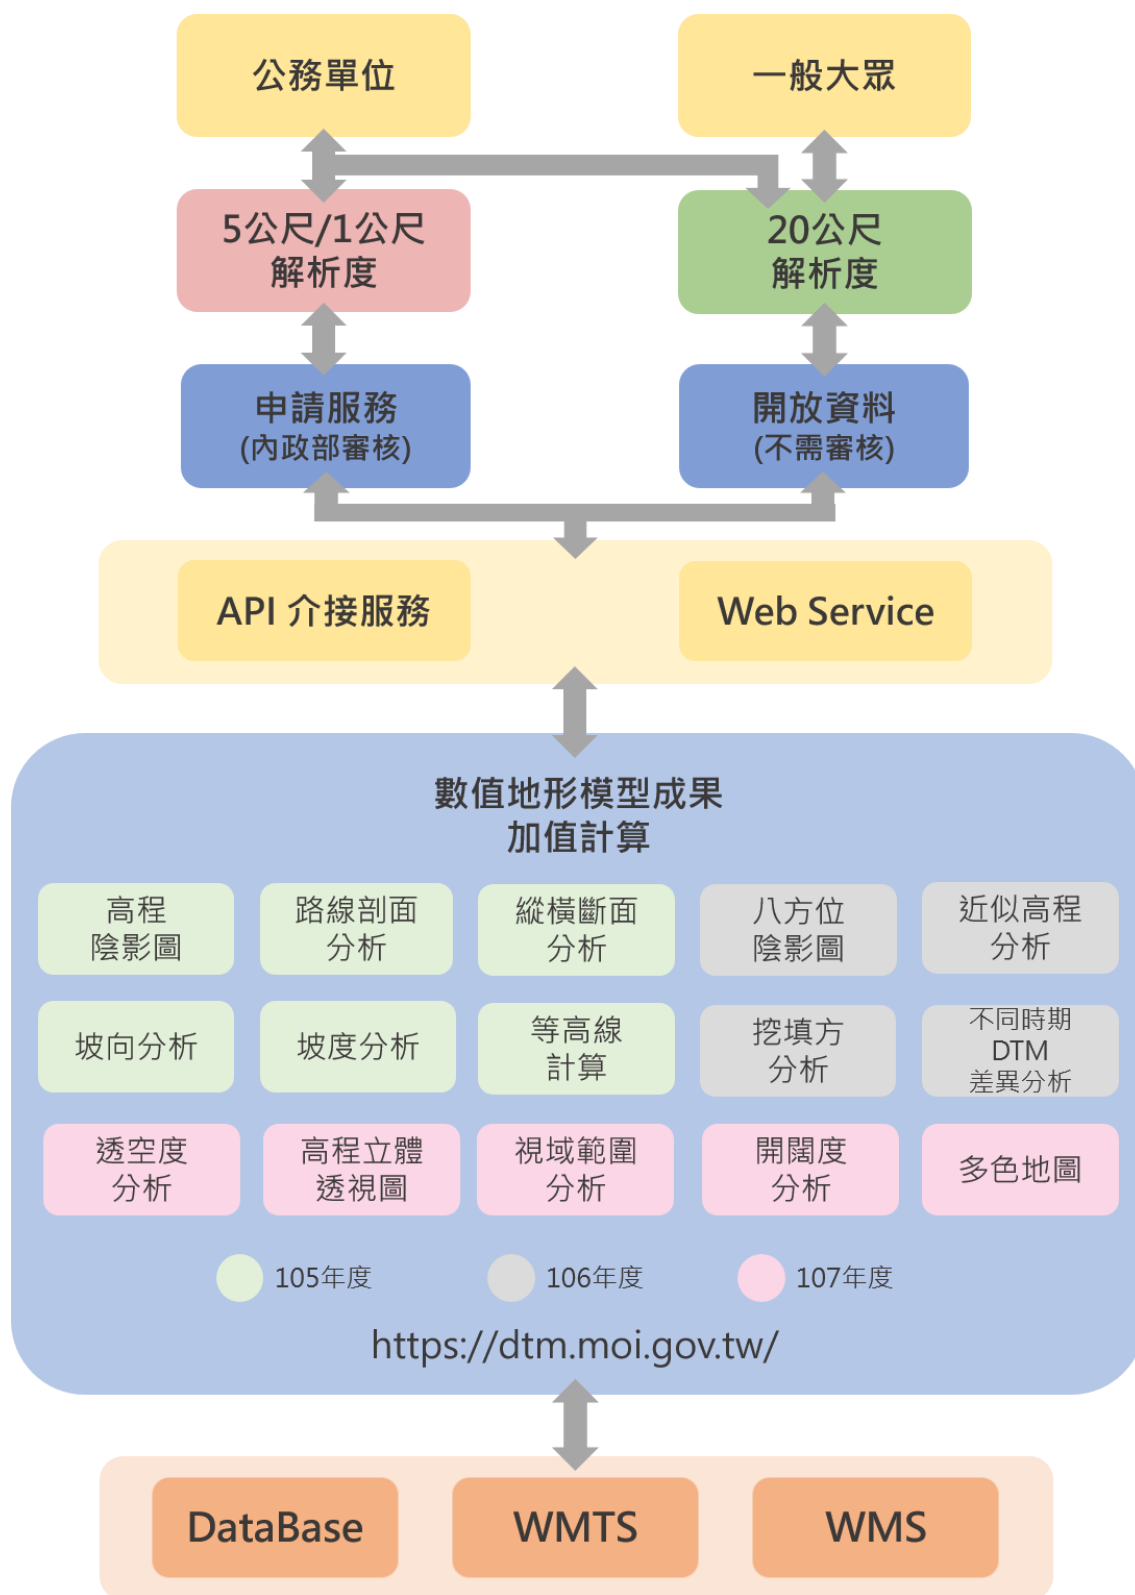 公務單位
一般大眾
5公尺/1公尺
解析度
20公尺
解析度
申請服務
(內政部審核)
開放資料
(不需審核)
API 介接服務
Web Service
數值地形模型成果
加值計算
高程
陰影圖
路線剖面
分析
縱橫斷面
分析
八方位
陰影圖
近似高程
分析
坡向分析
坡度分析
等高線
計算
挖填方
分析
不同時期
DTM
差異分析
透空度
分析
高程立體
透視圖
視域範圍
分析
開闊度
分析
多色地圖
105年度
106年度
107年度
https://dtm.moi.gov.tw/
DataBase
WMTS
WMS